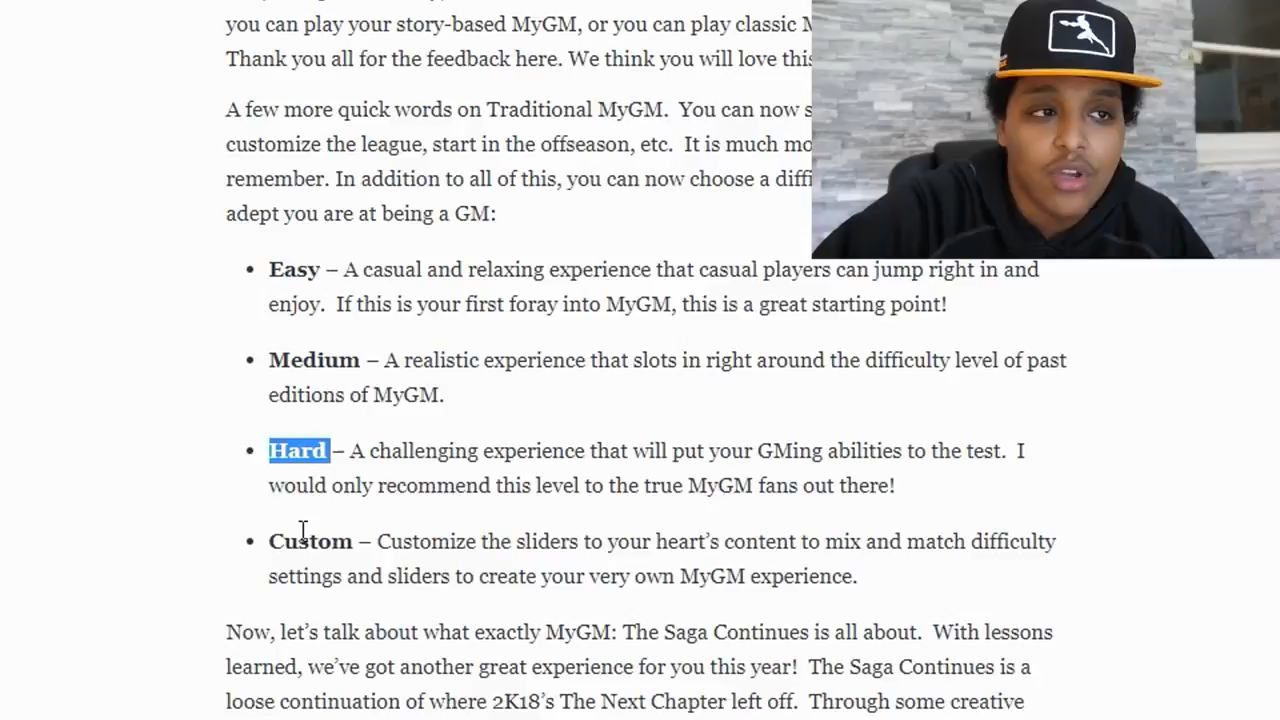 you can play your story-based MyGM, or you can play classic
Thank you all for the feedback here. We think you will love this
A few more quick words on Traditional MyGM. You can now
customize the league, start in the offseason, etc. It is much
remember. In addition to all of this, you can now choose a
adept you are at being a GM:
• Easy – A casual and relaxing experience that casual players can jump right in and
enjoy. If this is your first foray into MyGM, this is a great starting point!
• Medium – A realistic experience that slots in right around the difficulty level of past
editions of MyGM.
• Hard – A challenging experience that will put your GMing abilities to the test. I
would only recommend this level to the true MyGM fans out there!
• Custom – Customize the sliders to your heart's content to mix and match difficulty
settings and sliders to create your very own MyGM experience.
Now, let's talk about what exactly MyGM: The Saga Continues is all about. With lessons
learned, we've got another great experience for you this year! The Saga Continues is a
loose continuation of where 2K18's The Next Chapter left off. Through some creative